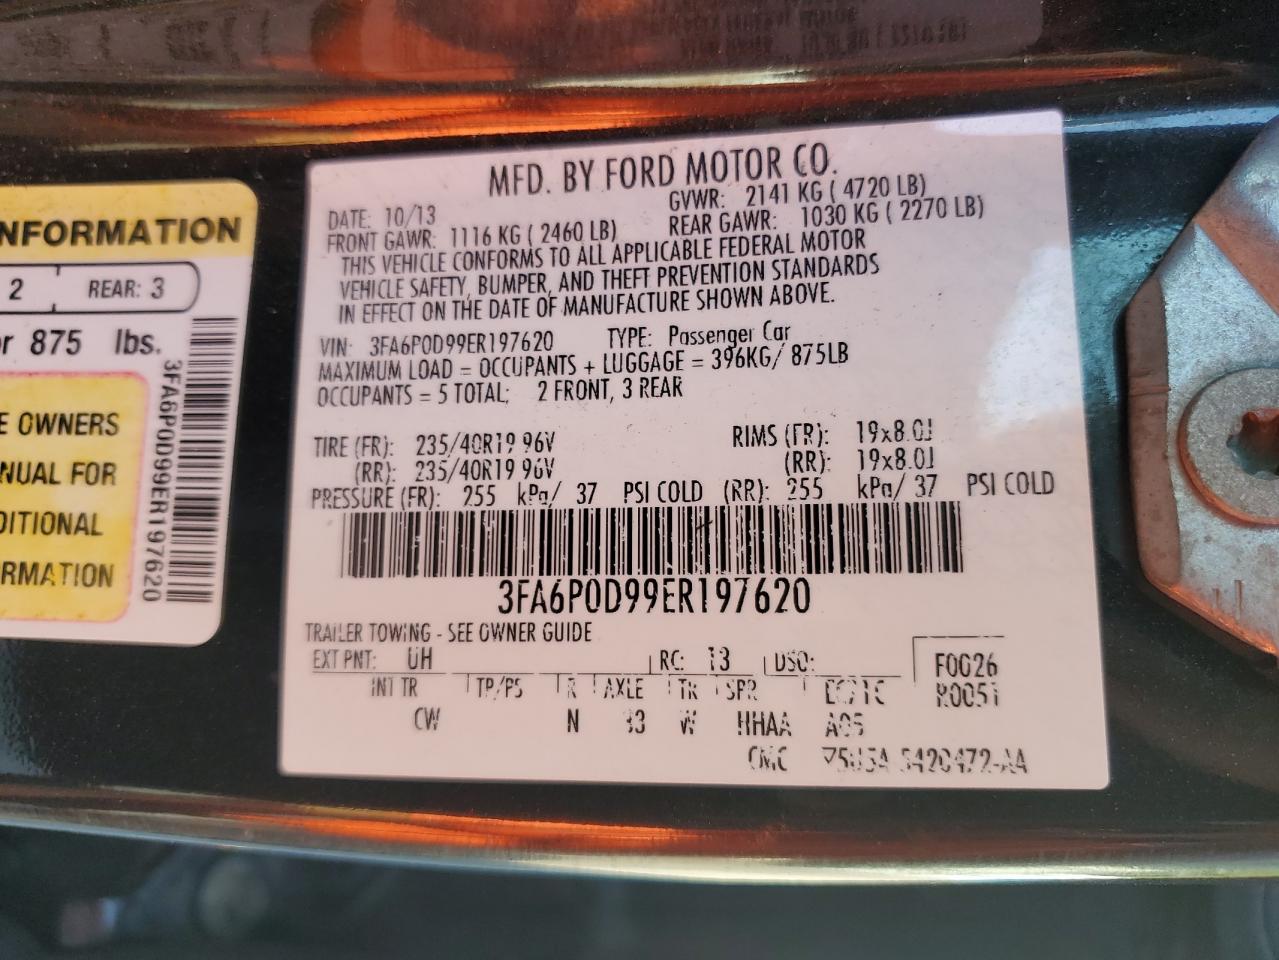 NFORMATION
2 REAR: 3
r 875 lbs.
E OWNERS
NUAL FOR
DITIONAL
RMATION
3FA6P0D99ER197620
MFD. BY FORD MOTOR CO.
DATE: 10/13 GVWR: 2141 KG ( 4720 LB)
FRONT GAWR: 1116 KG ( 2460 LB) REAR GAWR: 1030 KG ( 2270 LB)
THIS VEHICLE CONFORMS TO ALL APPLICABLE FEDERAL MOTOR
VEHICLE SAFETY, BUMPER, AND THEFT PREVENTION STANDARDS
IN EFFECT ON THE DATE OF MANUFACTURE SHOWN ABOVE.
VIN: 3FA6P0D99ER197620 TYPE: Passenger Car
MAXIMUM LOAD = OCCUPANTS + LUGGAGE = 396KG/ 875LB
OCCUPANTS = 5 TOTAL; 2 FRONT, 3 REAR
TIRE (FR): 235/40R19 96V RIMS (FR): 19x8.0J
(RR): 235/40R19 96V (RR): 19x8.0J
PRESSURE (FR): 255 kPa/ 37 PSI COLD (RR): 255 kPa/ 37 PSI COLD
3FA6P0D99ER197620
TRAILER TOWING - SEE OWNER GUIDE
EXT PNT: UH RC: 13 DSO: F0026
INT TR TP/PS R AXLE TR SPR R0051
CW N W HHAA